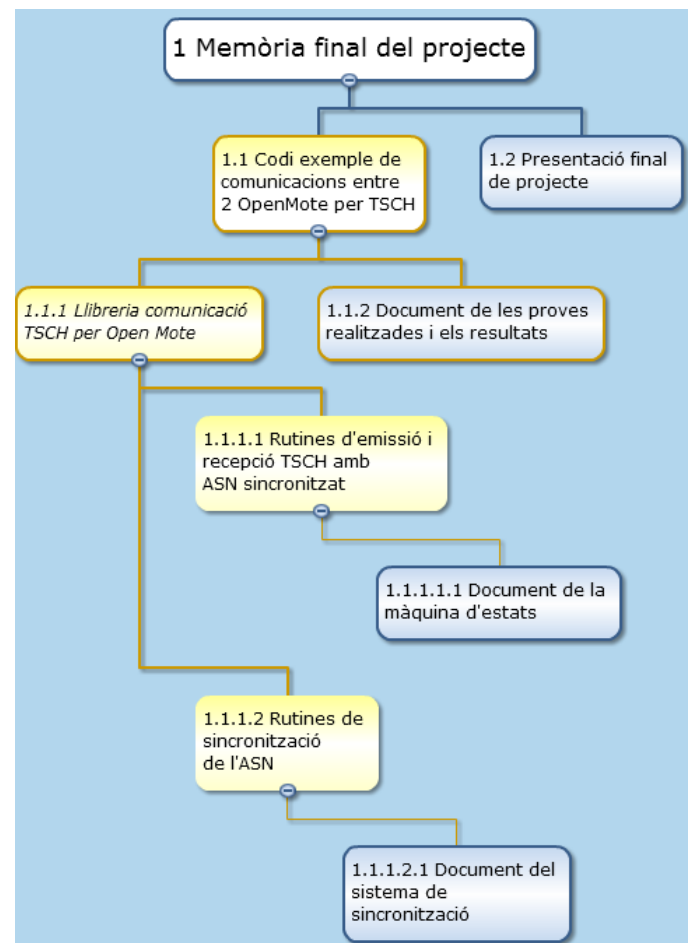 1 Memòria final del projecte
1.1 Codi exemple de
comunicacions entre
2 OpenMote per TSCH
1.2 Presentació final
de projecte
1.1.1 Llibreria comunicació
TSCH per Open Mote
1.1.2 Document de les proves
realitzades i els resultats
1.1.1.1 Rutines d'emissió i
recepció TSCH amb
ASN sincronitzat
1.1.1.1.1 Document de la
màquina d'estats
1.1.1.2 Rutines de
sincronització
de l'ASN
1.1.1.2.1 Document del
sistema de
sincronització